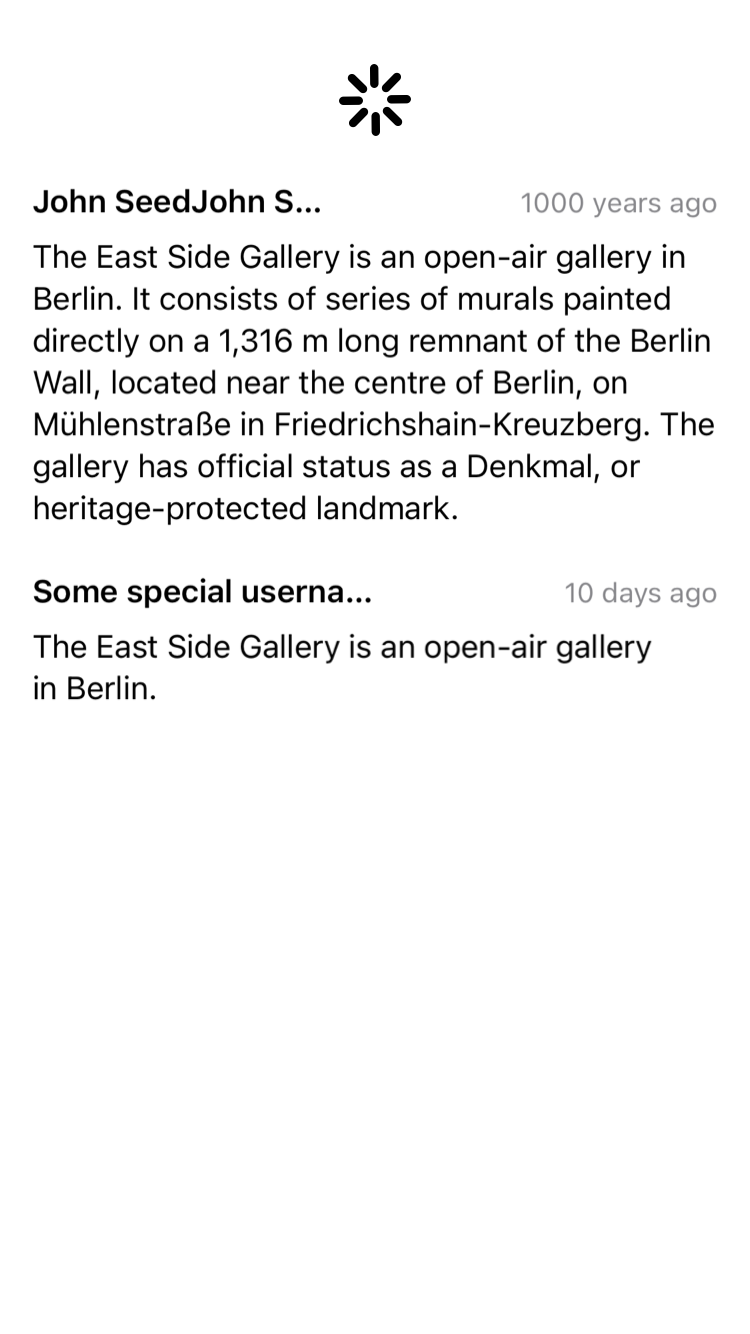 John SeedJohn S...
1000 years ago
The East Side Gallery is an open-air gallery in
Berlin. It consists of series of murals painted
directly on a 1,316 m long remnant of the Berlin
Wall, located near the centre of Berlin, on
Mühlenstraße in Friedrichshain-Kreuzberg. The
gallery has official status as a Denkmal, or
heritage-protected landmark.
Some special userna...
10 days ago
The East Side Gallery is an open-air gallery
in Berlin.